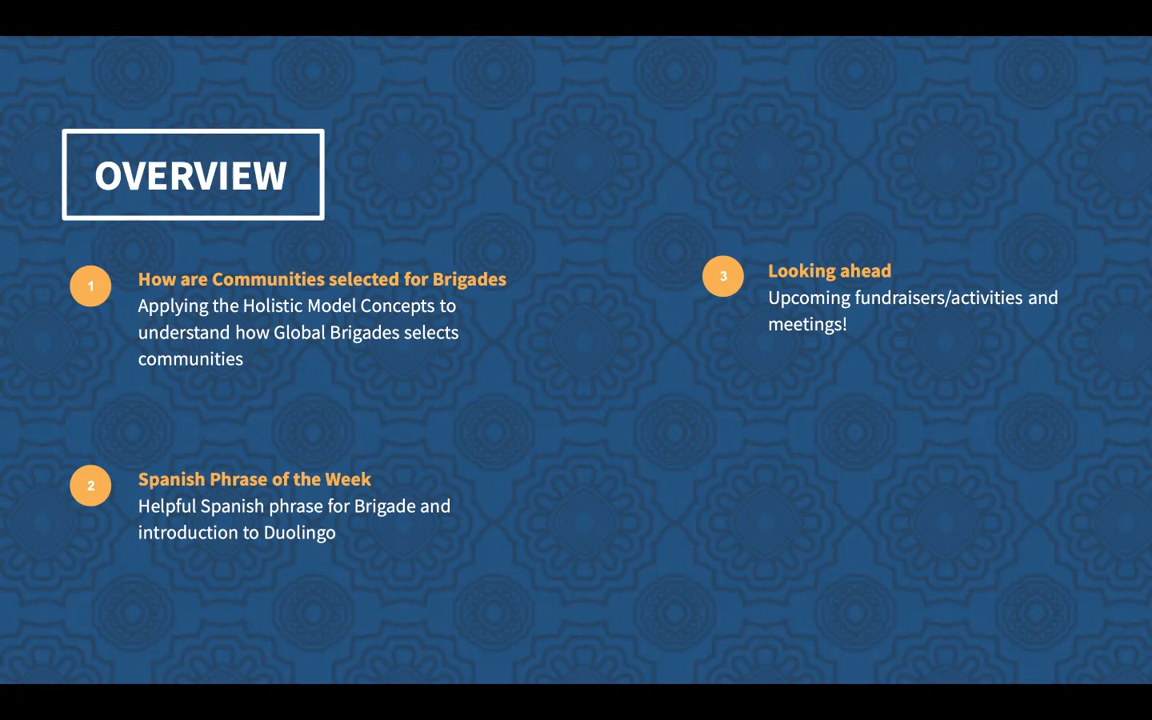 OVERVIEW
1
How are Communities selected for Brigades
Applying the Holistic Model Concepts to
understand how Global Brigades selects
communities
2
Spanish Phrase of the Week
Helpful Spanish phrase for Brigade and
introduction to Duolingo
3
Looking ahead
Upcoming fundraisers/activities and
meetings!